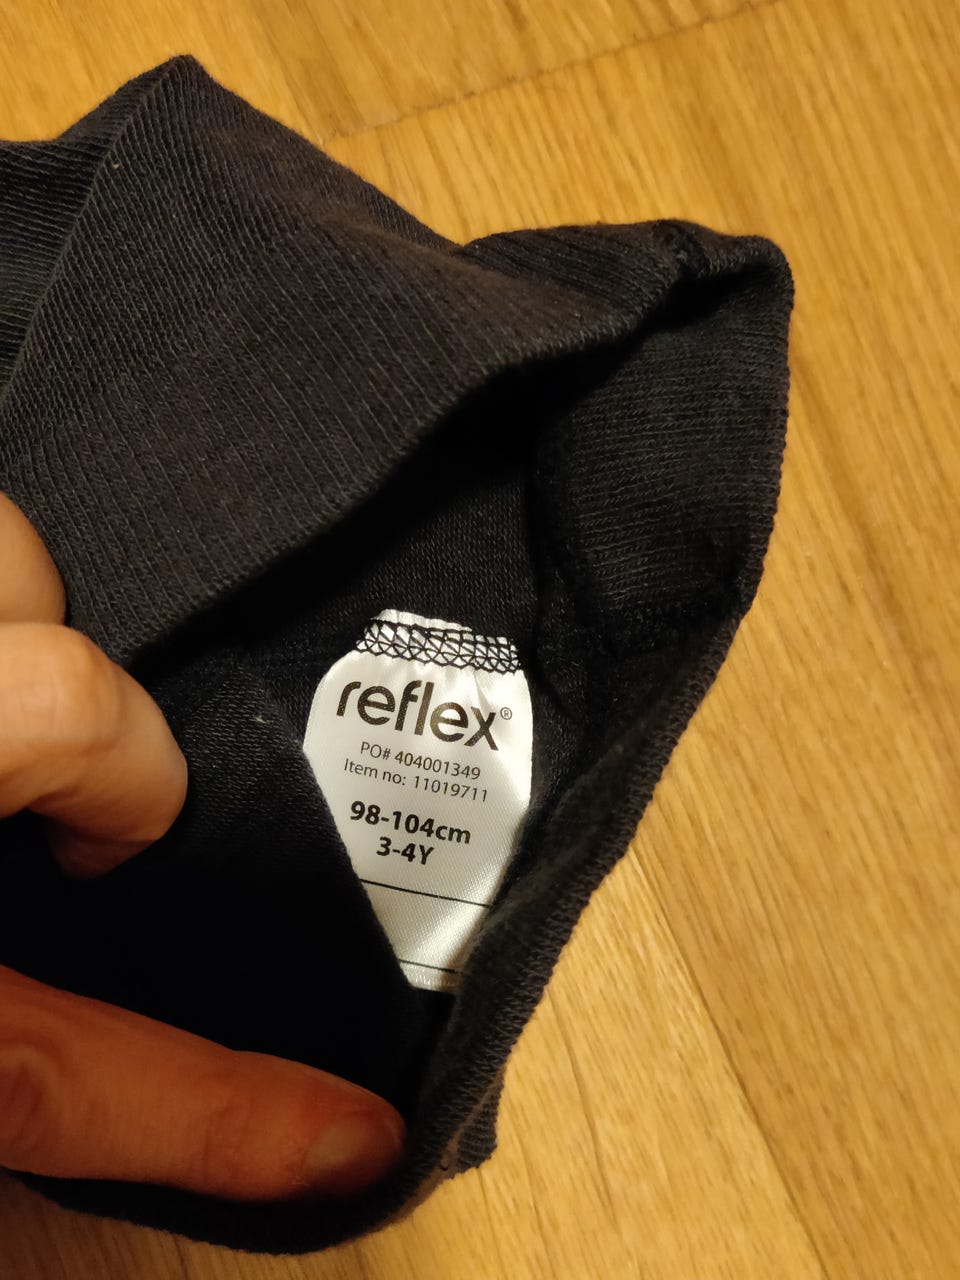 reflex®
PO# 404001349
Item no: 11019711
98-104cm
3-4Y